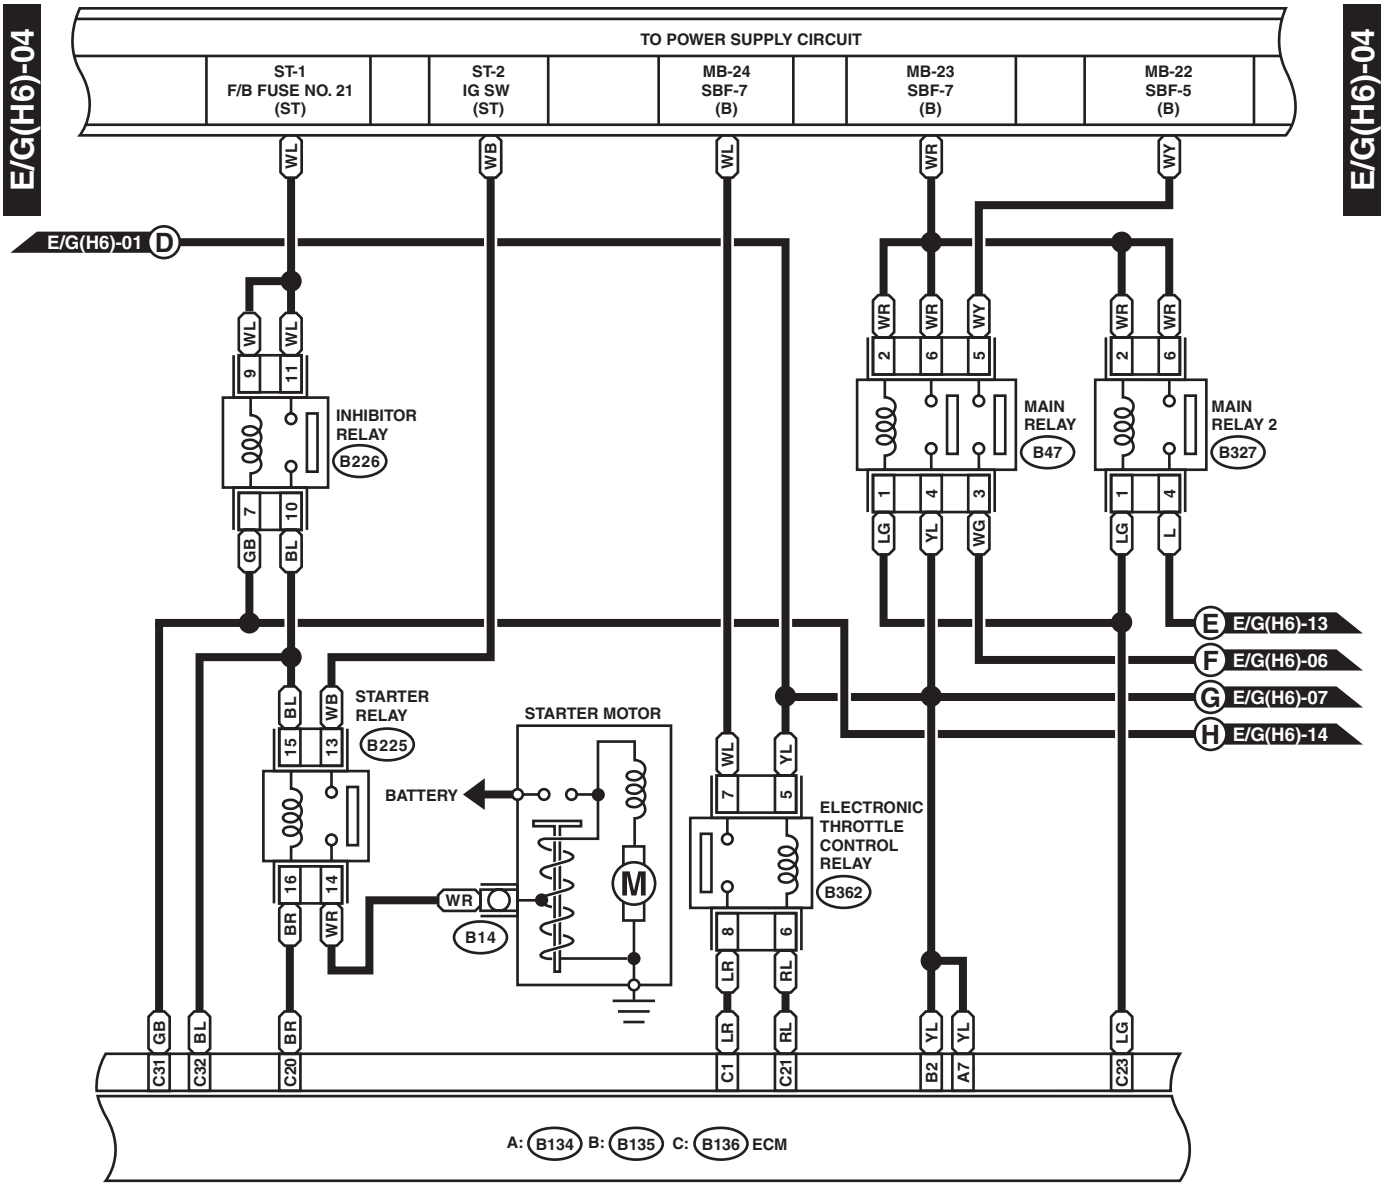 E/G(H6)-04
E/G(H6)-04
TO POWER SUPPLY CIRCUIT
ST-1
F/B FUSE NO. 21
(ST)
ST-2
IG SW
(ST)
MB-24
SBF-7
(B)
MB-23
SBF-7
(B)
MB-22
SBF-5
(B)
WL
WB
WL
WR
WY
E/G(H6)-01 D
WL
WL
WR
WR
WY
WR
WR
9
11
2
6
5
2
6
INHIBITOR
RELAY
B226
MAIN
RELAY
B47
MAIN
RELAY 2
B327
7
10
1
4
3
1
4
GB
BL
LG
YL
WG
LG
L
E E/G(H6)-13
F E/G(H6)-06
G E/G(H6)-07
H E/G(H6)-14
BL
WB
STARTER
RELAY
B225
15
13
STARTER MOTOR
BATTERY
M
WL
YL
7
5
ELECTRONIC
THROTTLE
CONTROL
RELAY
B362
16
14
BR
WR
WR
B14
8
6
LR
RL
GB
BL
BR
LR
RL
YL
YL
LG
C31
C32
C20
C1
C21
B2
A7
C23
A: B134 B: B135 C: B136 ECM